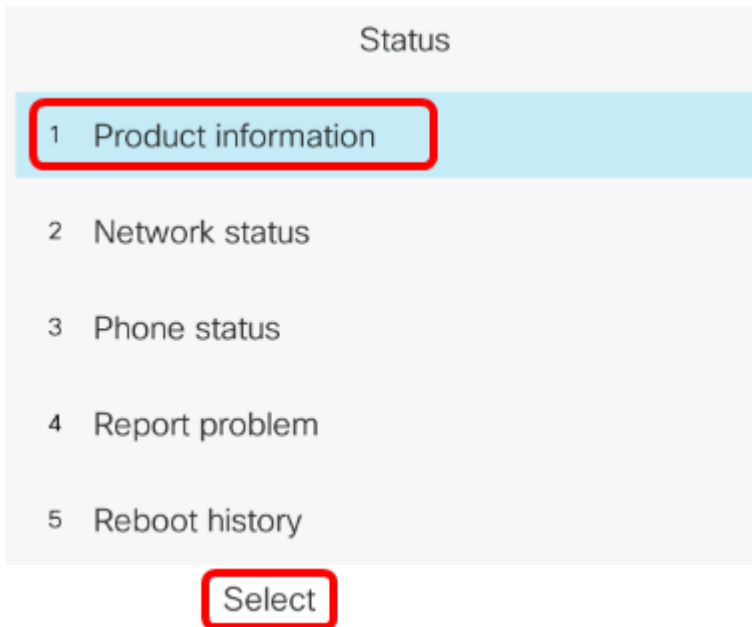 Status
1 Product information
2 Network status
3 Phone status
4 Report problem
5 Reboot history
Select